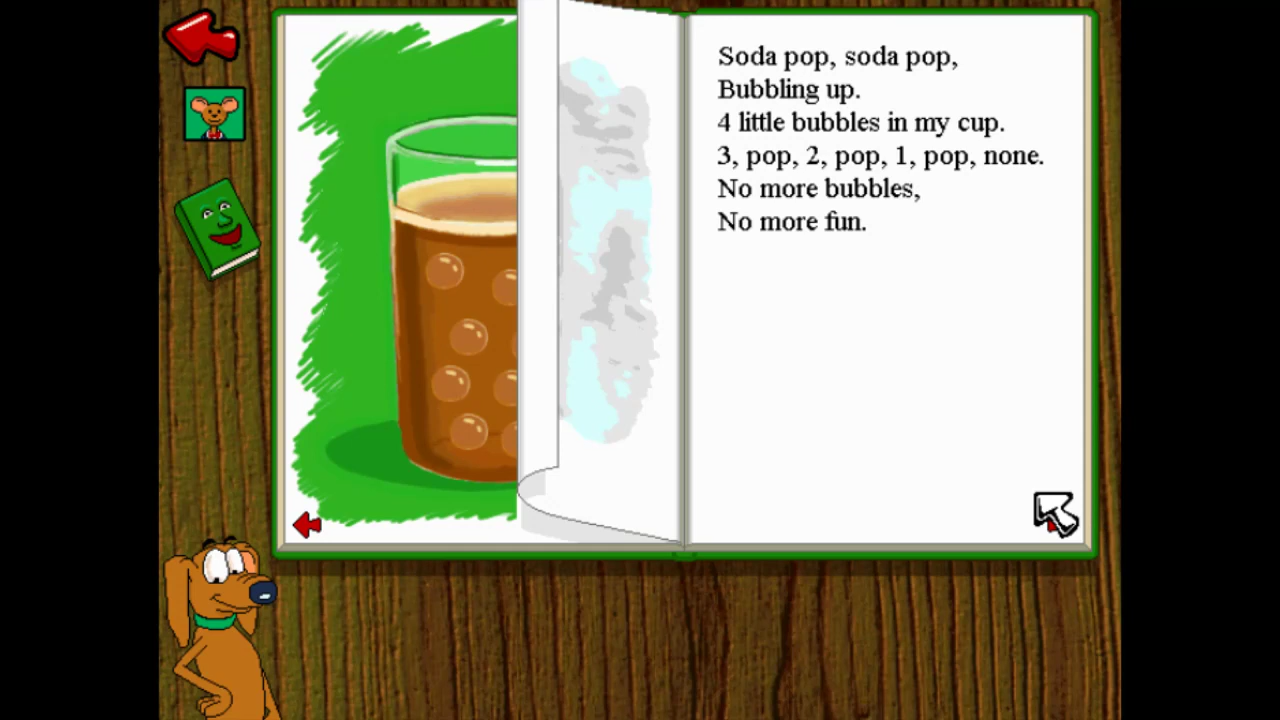 Soda pop, soda pop,
Bubbling up.
4 little bubbles in my cup.
3, pop, 2, pop, 1, pop, none.
No more bubbles,
No more fun.